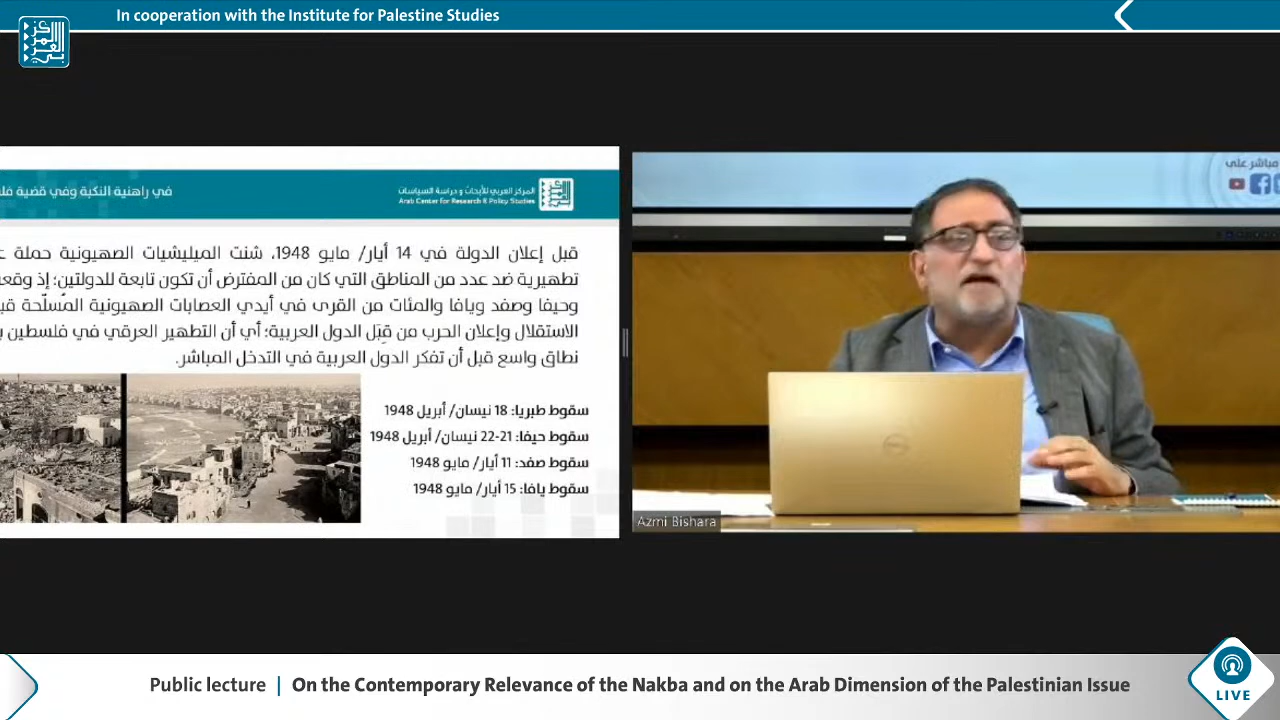 In cooperation with the Institute for Palestine Studies
المركز العربي للأبحاث و دراسة السياسات
Arab Center for Research & Policy Studies
في راهنية النكبة وفي قضية
قبل إعلان الدولة في 14 أيار/ مايو 1948، شنت الميليشيات الصهيونية حملة
تطهيرية ضد عدد من المناطق التي كان من المفترض أن تكون تابعة للدولتين؛ إذ
وحيفا وصفد ويافا والمئات من القرى في أيدي العصابات الصهيونية المُسلّحة
الاستقلال وإعلان الحرب من قِبَل الدول العربية؛ أي أن التطهير العرقي في فلسطين
نطاق واسع قبل أن تفكر الدول العربية في التدخل المباشر.
سقوط طبريا: 18 نيسان/ أبريل 1948
سقوط حيفا: 21-22 نيسان/ أبريل 1948
سقوط صفد: 11 أيار/ مايو 1948
سقوط يافا: 15 أيار/ مايو 1948
مباشر على
Azmi Bishara
Public lecture | On the Contemporary Relevance of the Nakba and on the Arab Dimension of the Palestinian Issue
LIVE